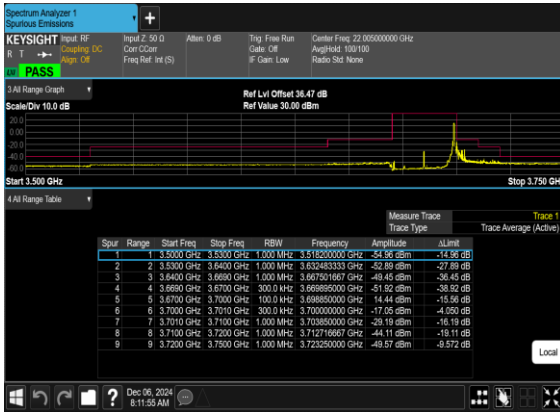 Spectrum Analyzer 1
Spurious Emissions
KEYSIGHT Input: RF Input Z: 50 Ω Atten: 0 dB Trig: Free Run Center Freq: 22.005000000 GHz
R T Coupling: DC Corr CCorr Gate: Off Avg|Hold: 100/100
Align: Off Freq Ref: Int (S) IF Gain: Low Radio Std: None
PASS
3 All Range Graph
Ref Lvl Offset 36.47 dB
Scale/Div 10.0 dB Ref Value 30.00 dBm
20.0
0.00
-20.0
-40.0
-60.0
Start 3.500 GHz Stop 3.750 GH
4 All Range Table
Measure Trace Trace 1
Trace Type Trace Average (Active)
Spur Range Start Freq Stop Freq RBW Frequency Amplitude ΔLimit
1 1 3.5000 GHz 3.5300 GHz 1.000 MHz 3.518200000 GHz -54.96 dBm -14.96 dB
2 2 3.5300 GHz 3.6400 GHz 1.000 MHz 3.632483333 GHz -52.89 dBm -27.89 dB
3 3 3.6400 GHz 3.6690 GHz 1.000 MHz 3.667501667 GHz -49.45 dBm -36.45 dB
4 4 3.6690 GHz 3.6700 GHz 300.0 kHz 3.669895000 GHz -51.92 dBm -38.92 dB
5 5 3.6700 GHz 3.7000 GHz 100.0 kHz 3.698850000 GHz 14.44 dBm -15.56 dB
6 6 3.7000 GHz 3.7010 GHz 300.0 kHz 3.700000000 GHz -17.05 dBm -4.050 dB
7 7 3.7010 GHz 3.7100 GHz 1.000 MHz 3.703850000 GHz -29.19 dBm -16.19 dB
8 8 3.7100 GHz 3.7200 GHz 1.000 MHz 3.712716667 GHz -44.11 dBm -19.11 dB
9 9 3.7200 GHz 3.7500 GHz 1.000 MHz 3.723250000 GHz -49.57 dBm -9.572 dB
Local
Dec 06, 2024
8:11:55 AM